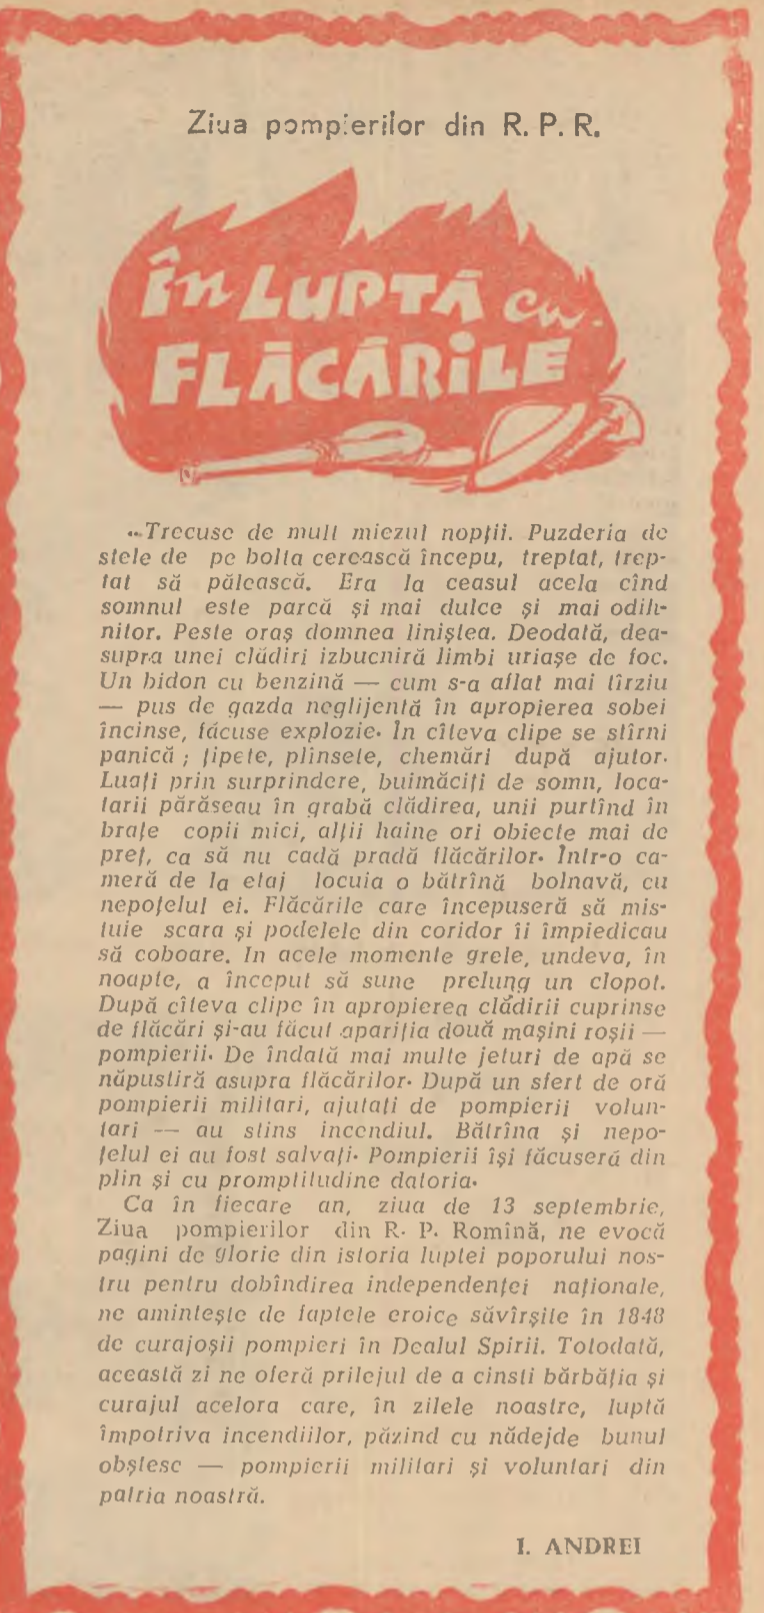 Ziua pompierilor din R. P. R.
În LUPTĂ cu
FLĂCĂRILE
...Trecuse de mult miezul nopții. Puzderia de
stele de pe bolta cerească începu, treptat, trep-
tat să pălească. Era la ceasul acela cînd
somnul este parcă și mai dulce și mai odih-
nitor. Peste oraș domnea liniștea. Deodată, dea-
supra unei clădiri izbucniră limbi uriașe de foc.
Un bidon cu benzină — cum s-a aflat mai tîrziu
— pus de gazda neglijentă în apropierea sobei
încinse, făcuse explozie. In cîteva clipe se stîrni
panică ; țipete, plînsete, chemări după ajutor.
Luați prin surprindere, buimăciți de somn, loca-
tarii părăseau în grabă clădirea, unii purtînd în
brațe copii mici, alții haine ori obiecte mai de
preț, ca să nu cadă pradă flăcărilor. Într-o ca-
meră de la etaj locuia o bătrînă bolnavă, cu
nepoțelul ei. Flăcările care începuseră să mis-
tuie scara și podelele din coridor îi împiedicau
să coboare. In acele momente grele, undeva, în
noapte, a început să sune prelung un clopot.
După cîteva clipe în apropierea clădirii cuprinse
de flăcări și-au făcut apariția două mașini roșii —
pompierii. De îndată mai multe jeturi de apă se
năpustiră asupra flăcărilor. După un sfert de oră
pompierii militari, ajutați de pompierii volun-
tari — au stins incendiul. Bătrîna și nepo-
țelul ei au fost salvați. Pompierii își făcuseră din
plin și cu promptitudine datoria.
Ca în fiecare an, ziua de 13 septembrie,
Ziua pompierilor din R. P. Romînă, ne evocă
pagini de glorie din istoria luptei poporului nos-
tru pentru dobîndirea independenței naționale,
ne amintește de faptele eroice săvîrșite în 1848
de curajoșii pompieri în Dealul Spirii. Totodată,
această zi ne oferă prilejul de a cinsti bărbăția și
curajul acelora care, în zilele noastre, luptă
împotriva incendiilor, păzind cu nădejde bunul
obștesc — pompierii militari și voluntari din
patria noastră.
I. ANDREI